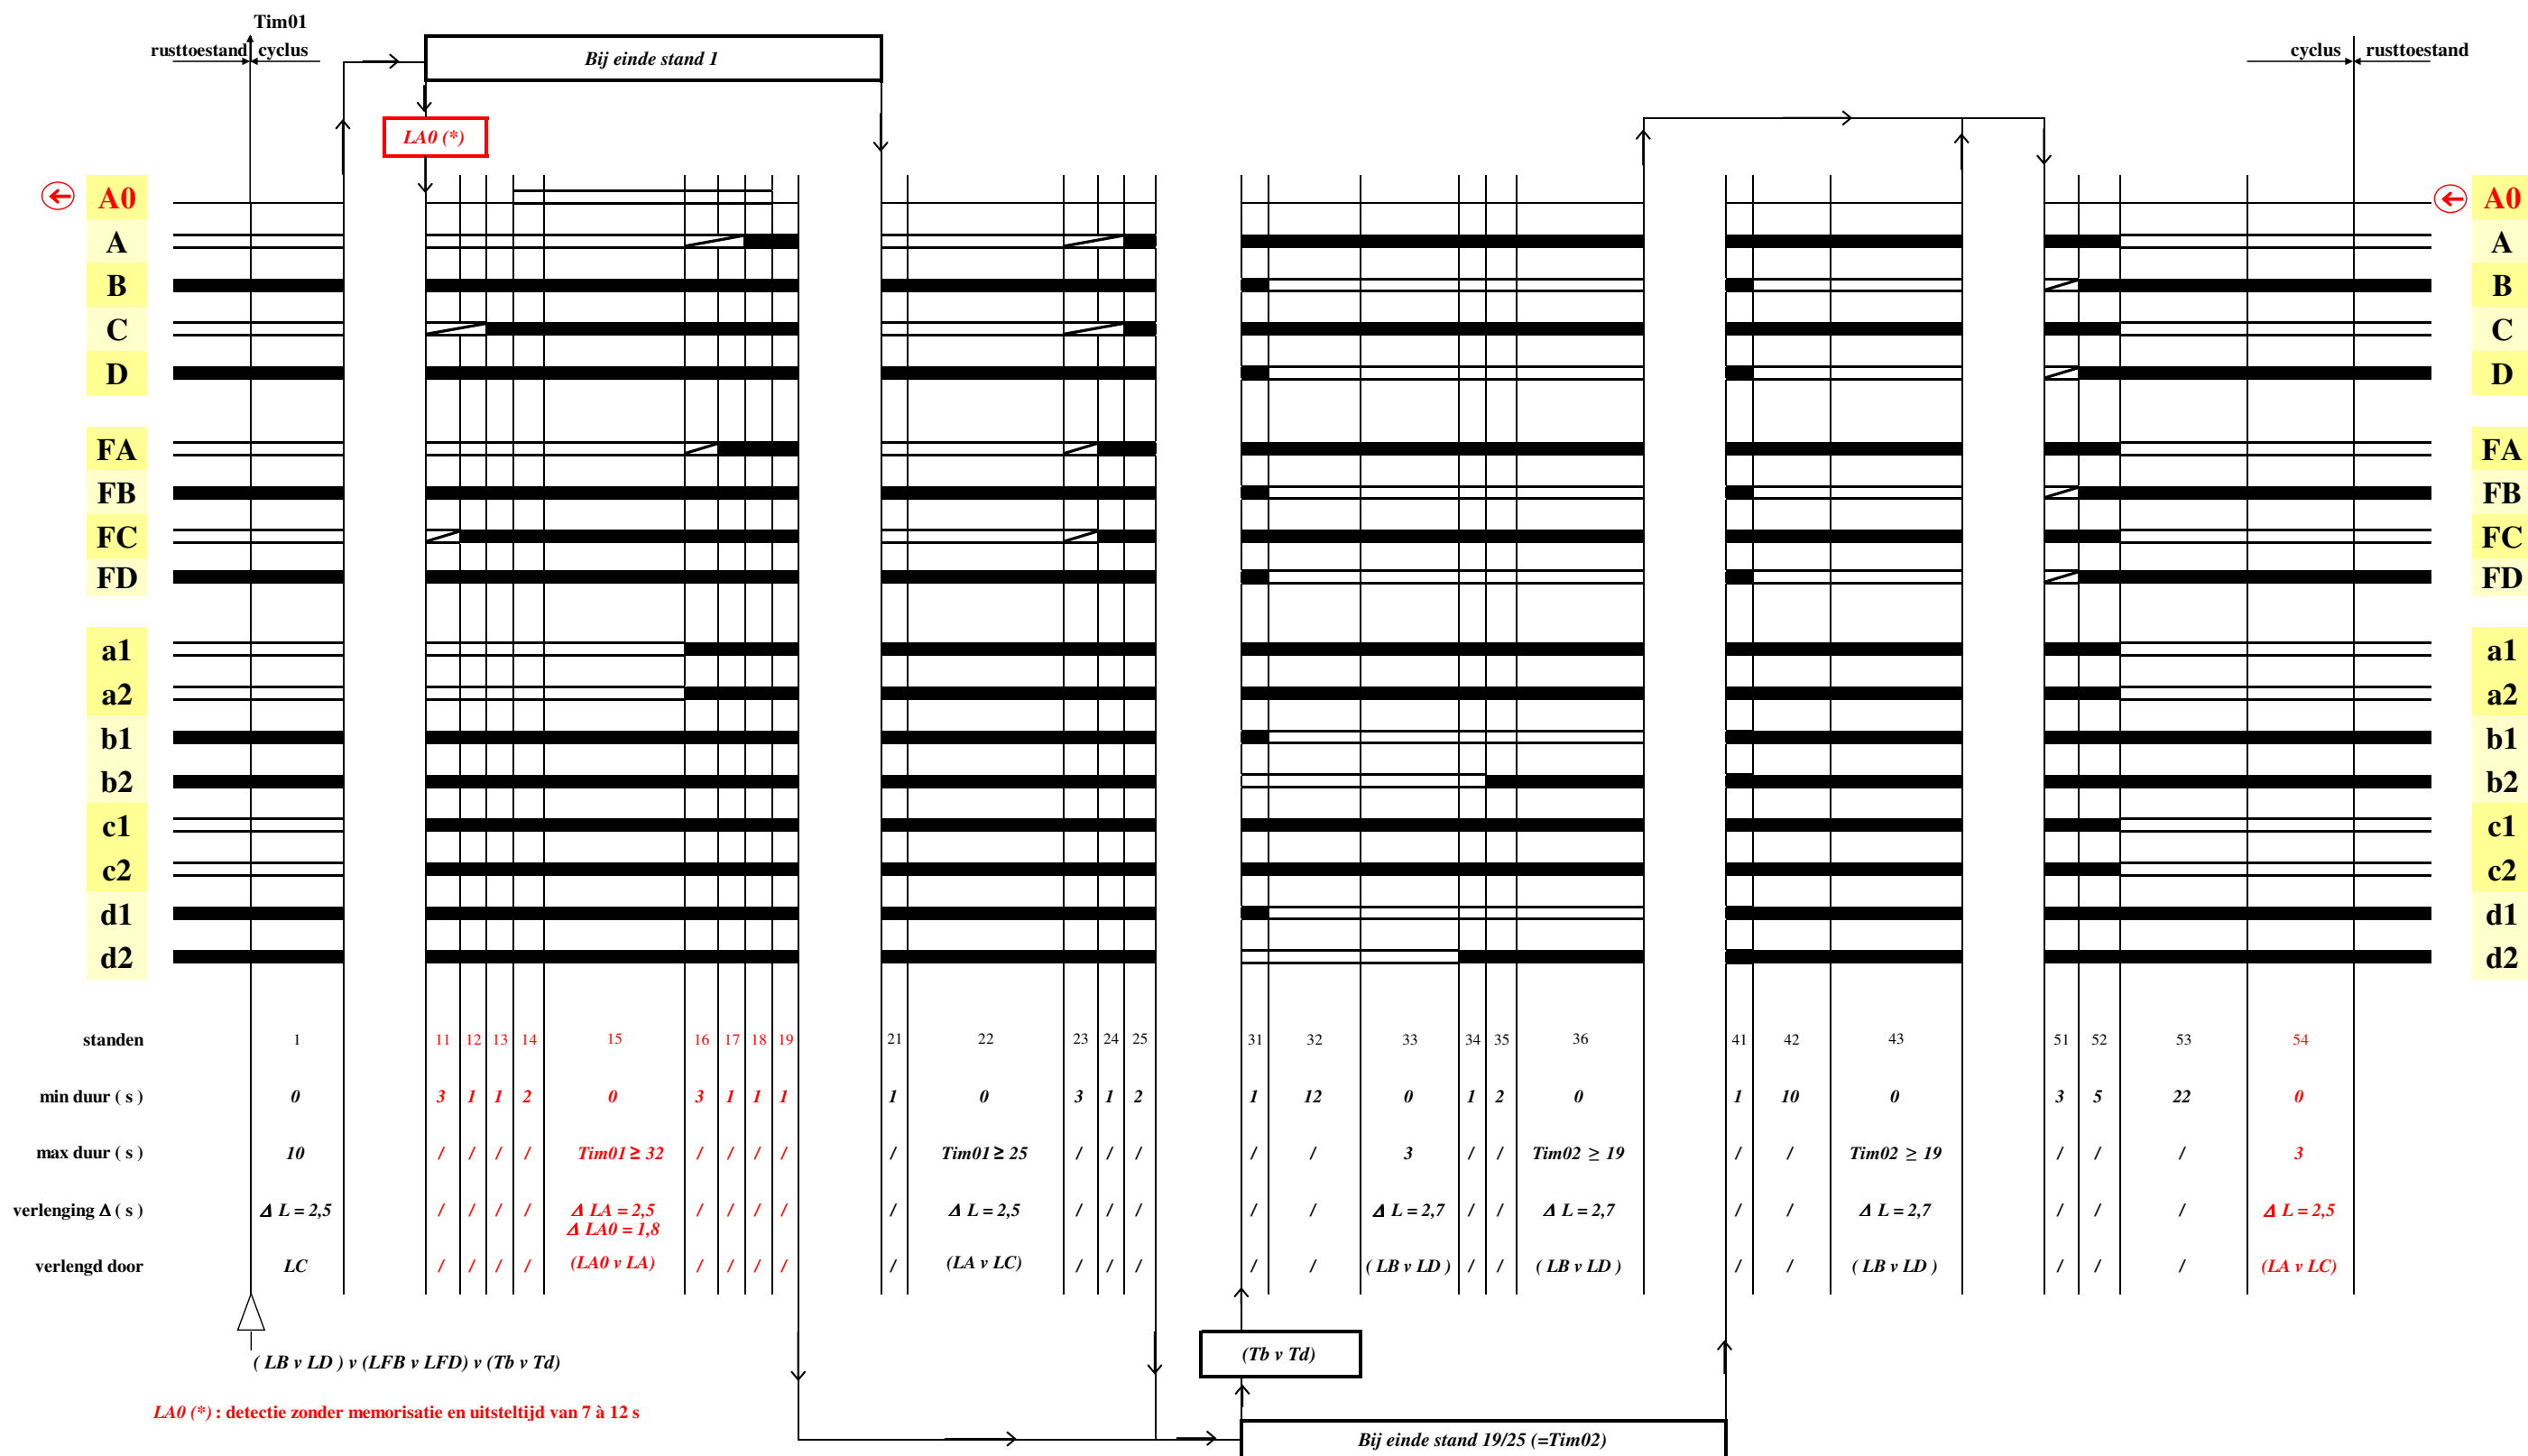 Tim01
rusttoestand cyclus
Bij einde stand 1
cyclus rusttoestand
LA0 (*)
A0 A0
A A
B B
C C
D D
FA FA
FB FB
FC FC
FD FD
a1 a1
a2 a2
b1 b1
b2 b2
c1 c1
c2 c2
d1 d1
d2 d2
standen 1 11 12 13 14 15 16 17 18 19 21 22 23 24 25 31 32 33 34 35 36 41 42 43 51 52 53 54
min duur ( s ) 0 3 1 1 2 0 3 1 1 1 1 0 3 1 2 1 12 0 1 2 0 1 10 0 3 5 22 0
max duur ( s ) 10 / / / / Tim01 ≥ 32 / / / / / Tim01 ≥ 25 / / / / / 3 / / Tim02 ≥ 19 / / Tim02 ≥ 19 / / / 3
verlenging Δ ( s ) Δ L = 2,5 / / / / Δ LA = 2,5 / / / / / Δ L = 2,5 / / / / / Δ L = 2,7 / / Δ L = 2,7 / / Δ L = 2,7 / / / Δ L = 2,5
Δ LA0 = 1,8
verlengd door LC / / / / (LA0 v LA) / / / / / (LA v LC) / / / / / ( LB v LD ) / / ( LB v LD ) / / ( LB v LD ) / / / (LA v LC)
( LB v LD ) v (LFB v LFD) v (Tb v Td)
(Tb v Td)
LA0 (*) : detectie zonder memorisatie en uitsteltijd van 7 à 12 s
Bij einde stand 19/25 (=Tim02)